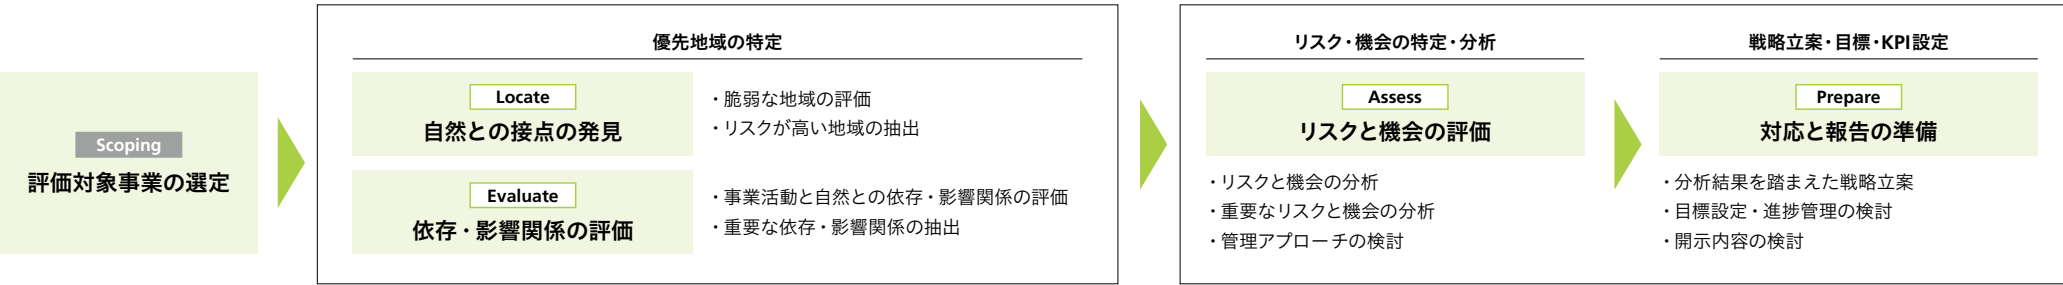 Scoping
評価対象事業の選定
優先地域の特定
Locate
自然との接点の発見
・脆弱な地域の評価
・リスクが高い地域の抽出
Evaluate
依存・影響関係の評価
・事業活動と自然との依存・影響関係の評価
・重要な依存・影響関係の抽出
リスク・機会の特定・分析
Assess
リスクと機会の評価
・リスクと機会の分析
・重要なリスクと機会の分析
・管理アプローチの検討
戦略立案・目標・KPI設定
Prepare
対応と報告の準備
・分析結果を踏まえた戦略立案
・目標設定・進捗管理の検討
・開示内容の検討